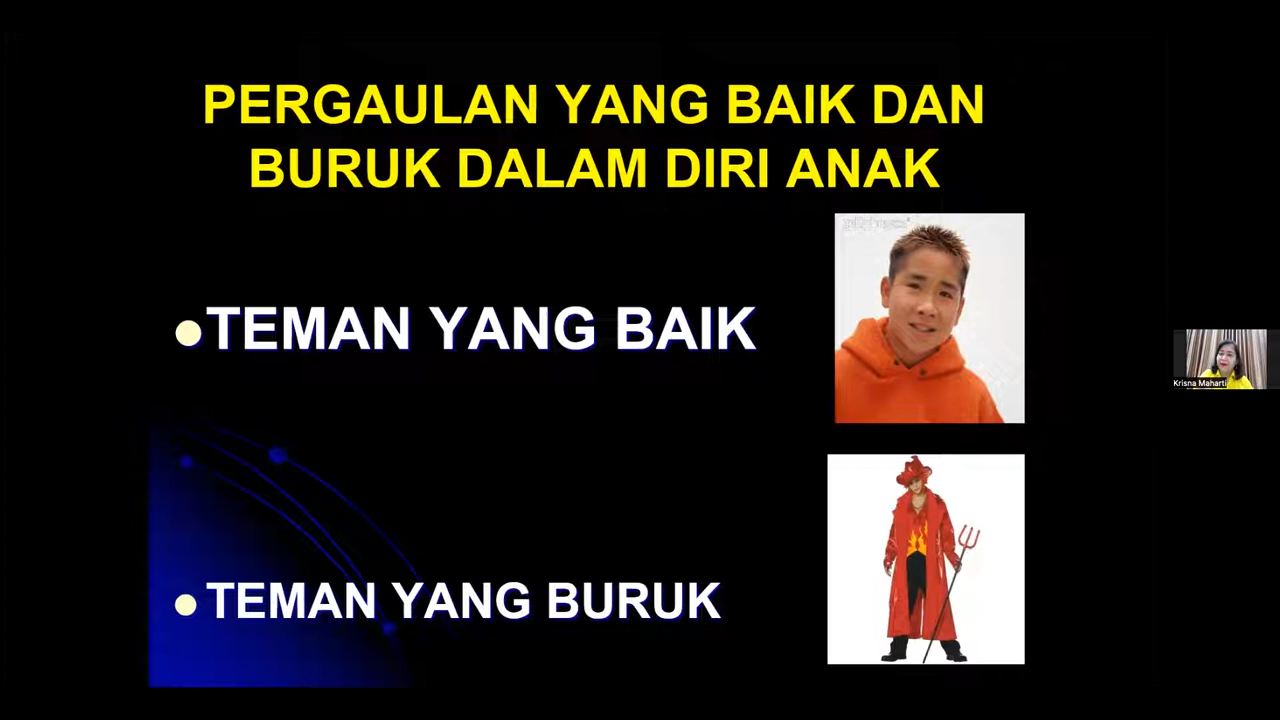 PERGAULAN YANG BAIK DAN
BURUK DALAM DIRI ANAK
TEMAN YANG BAIK
Krisna Maharti
TEMAN YANG BURUK